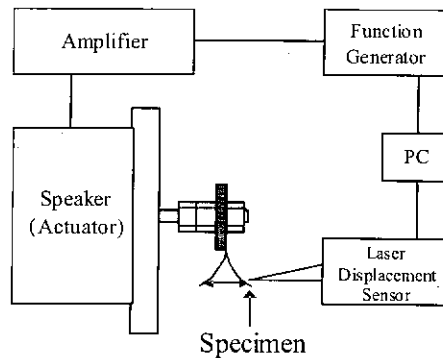 Amplifier
Function
Generator
PC
Speaker
(Actuator)
Laser
Displacement
Sensor
Specimen